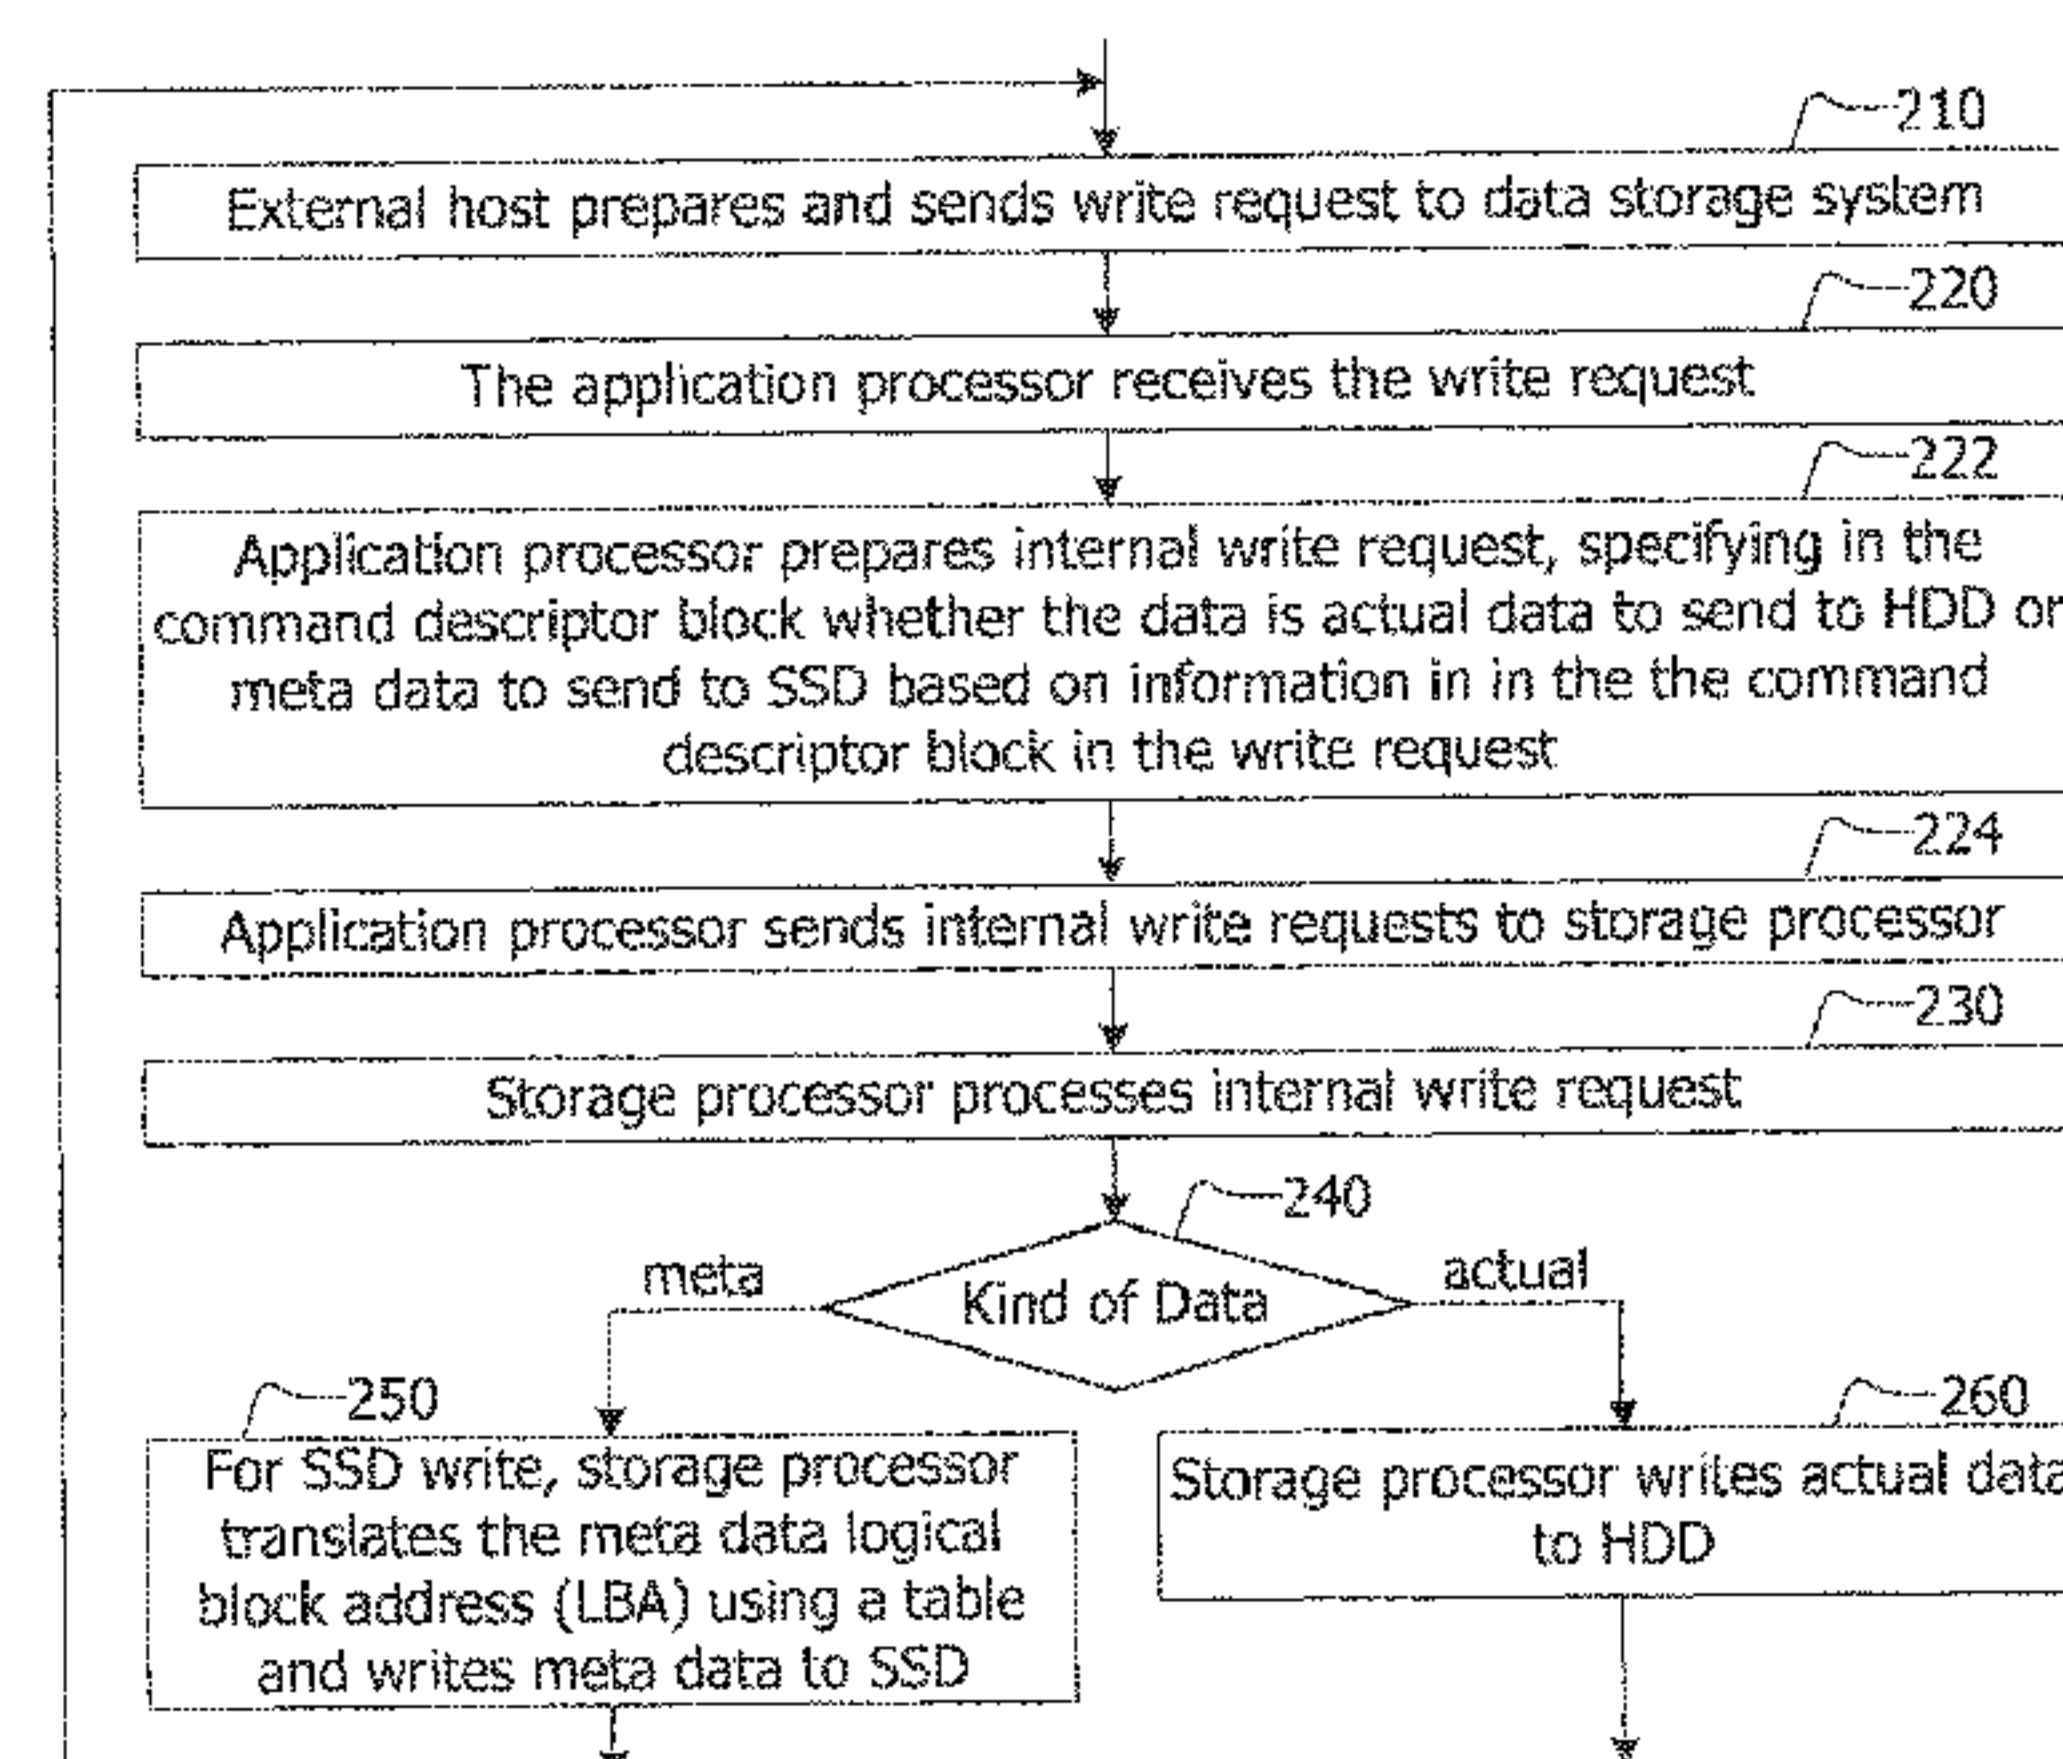 210
External host prepares and sends write request to data storage system
220
The application processor receives the write request
222
Application processor prepares internal write request, specifying in the
command descriptor block whether the data is actual data to send to HDD or
meta data to send to SSD based on information in in the the command
descriptor block in the write request
224
Application processor sends internal write requests to storage processor
230
Storage processor processes internal write request
240
meta
Kind of Data
actual
250
For SSD write, storage processor
translates the meta data logical
block address (LBA) using a table
and writes meta data to SSD
260
Storage processor writes actual data
to HDD